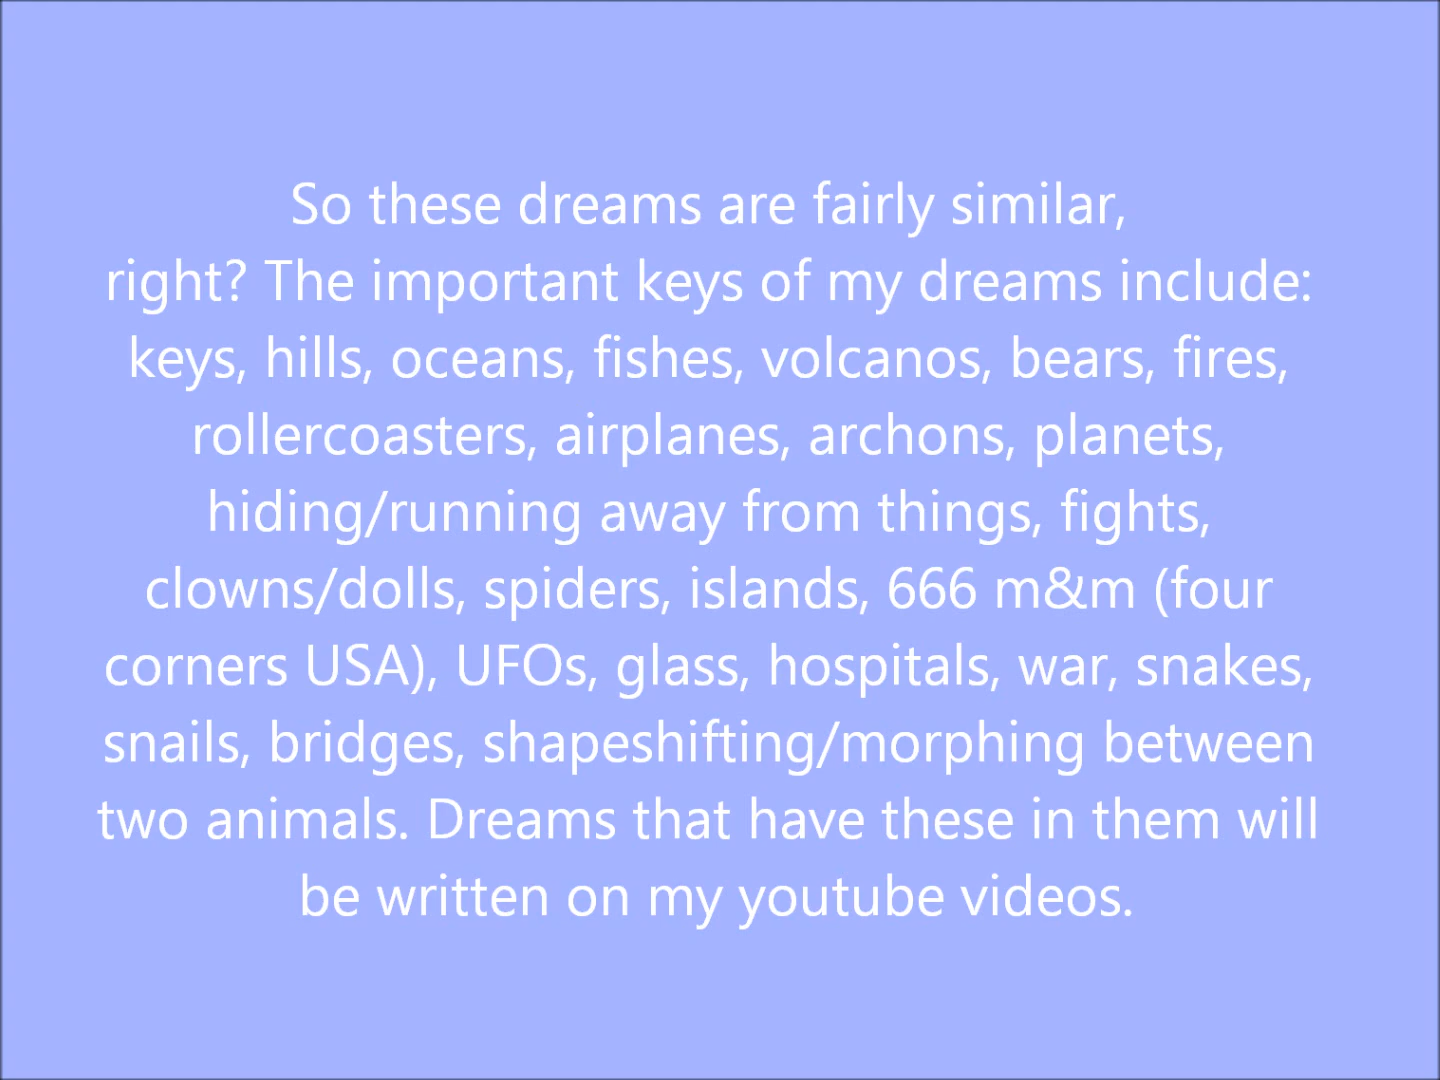 So these dreams are fairly similar,
right? The important keys of my dreams include:
keys, hills, oceans, fishes, volcanos, bears, fires,
rollercoasters, airplanes, archons, planets,
hiding/running away from things, fights,
clowns/dolls, spiders, islands, 666 m&m (four
corners USA), UFOs, glass, hospitals, war, snakes,
snails, bridges, shapeshifting/morphing between
two animals. Dreams that have these in them will
be written on my youtube videos.